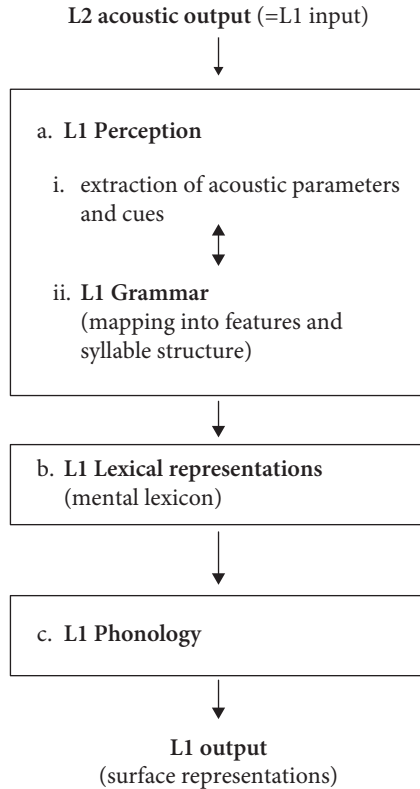 L2 acoustic output (=L1 input)
a. L1 Perception
i. extraction of acoustic parameters
and cues
ii. L1 Grammar
(mapping into features and
syllable structure)
b. L1 Lexical representations
(mental lexicon)
c. L1 Phonology
L1 output
(surface representations)